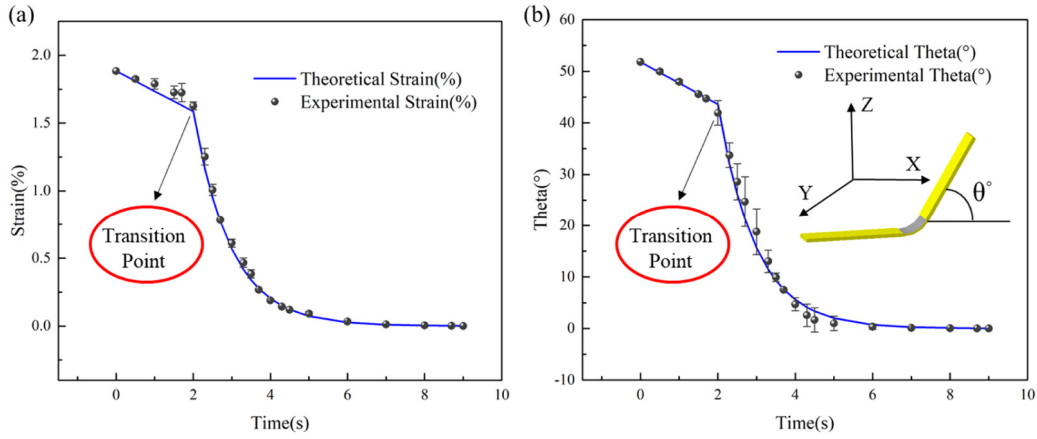 (a)
2.0
1.5
1.0
0.5
0.0
Strain(%)
0
2
4
6
8
10
Time(s)
Theoretical Strain(%)
Experimental Strain(%)
Transition
Point
(b)
60
50
40
30
20
10
0
-10
Theta(°)
0
2
4
6
8
10
Time(s)
Theoretical Theta(°)
Experimental Theta(°)
Transition
Point
Z
X
Y
θ°